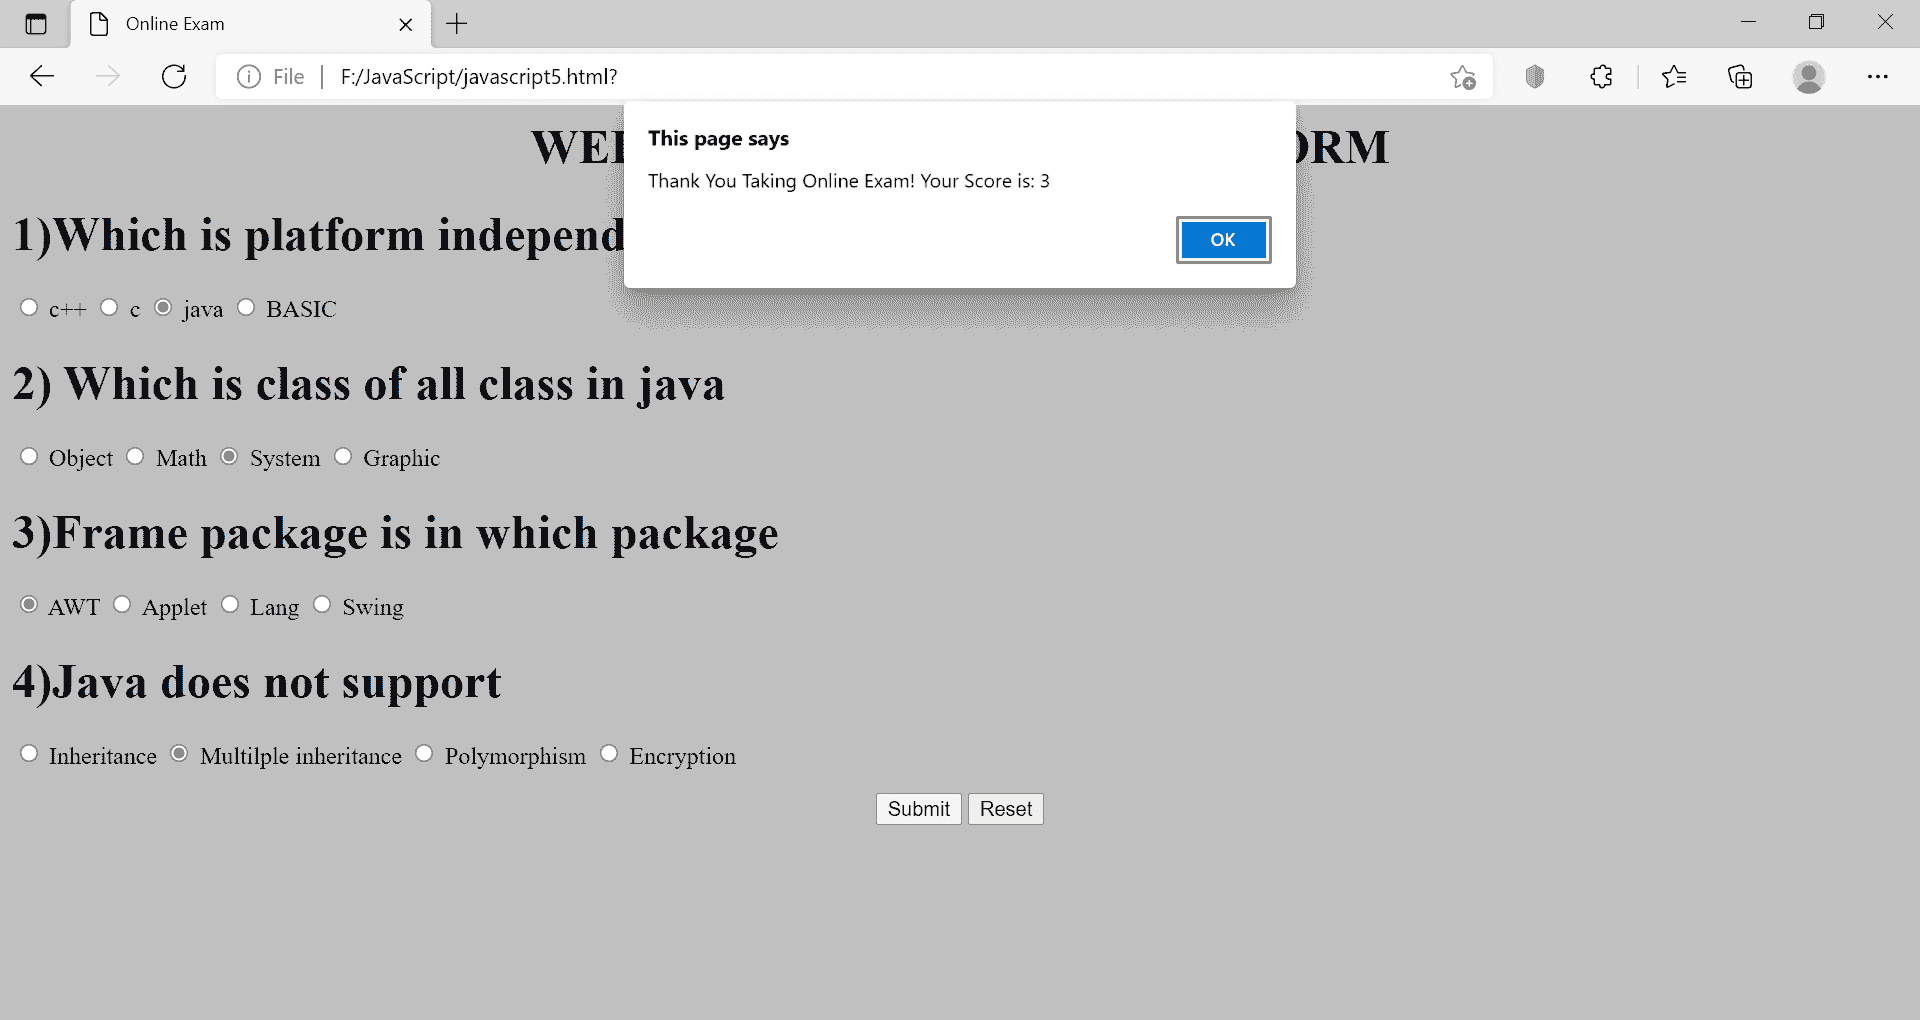 Online Exam
File F:/JavaScript/javascript5.html?
This page says
Thank You Taking Online Exam! Your Score is: 3
OK
1)Which is platform
c++ c java BASIC
2) Which is class of all class in java
Object Math System Graphic
3)Frame package is in which package
AWT Applet Lang Swing
4)Java does not support
Inheritance Multilple inheritance Polymorphism Encryption
Submit Reset